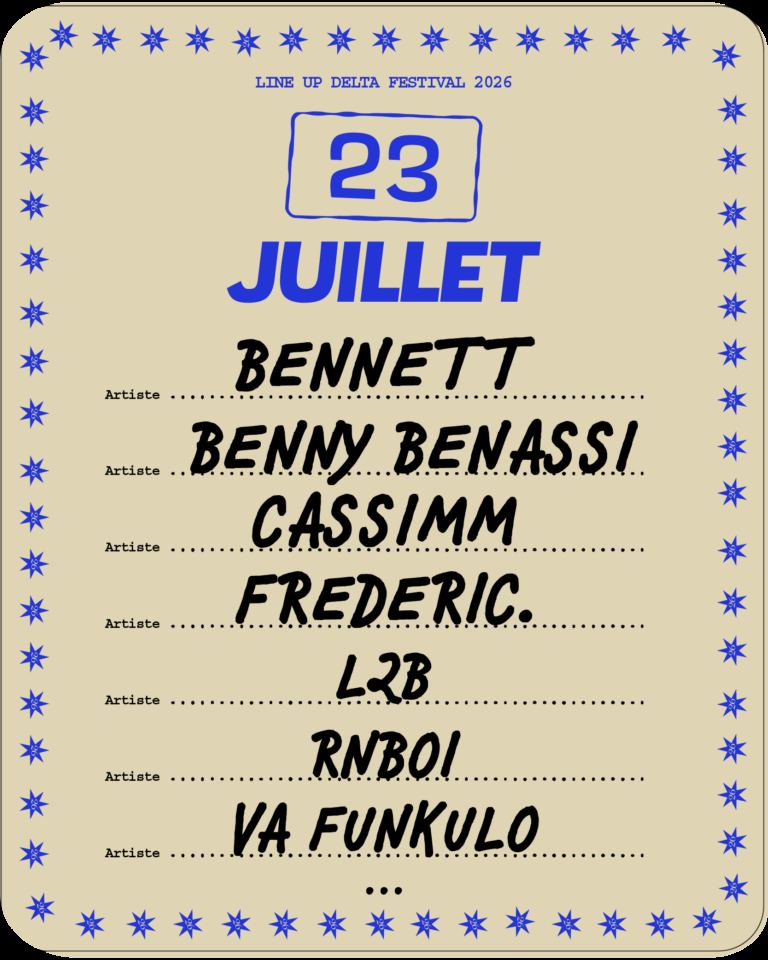 LINE UP DELTA FESTIVAL 2026
23
JUILLET
Artiste BENNETT
Artiste BENNY BENASSI
Artiste CASSIMM
Artiste FREDERIC.
Artiste L2B
Artiste RNBOI
Artiste VA FUNKULO
...